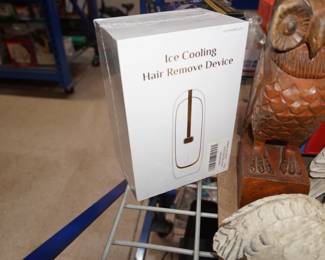 Ice Cooling
Hair Remove Device